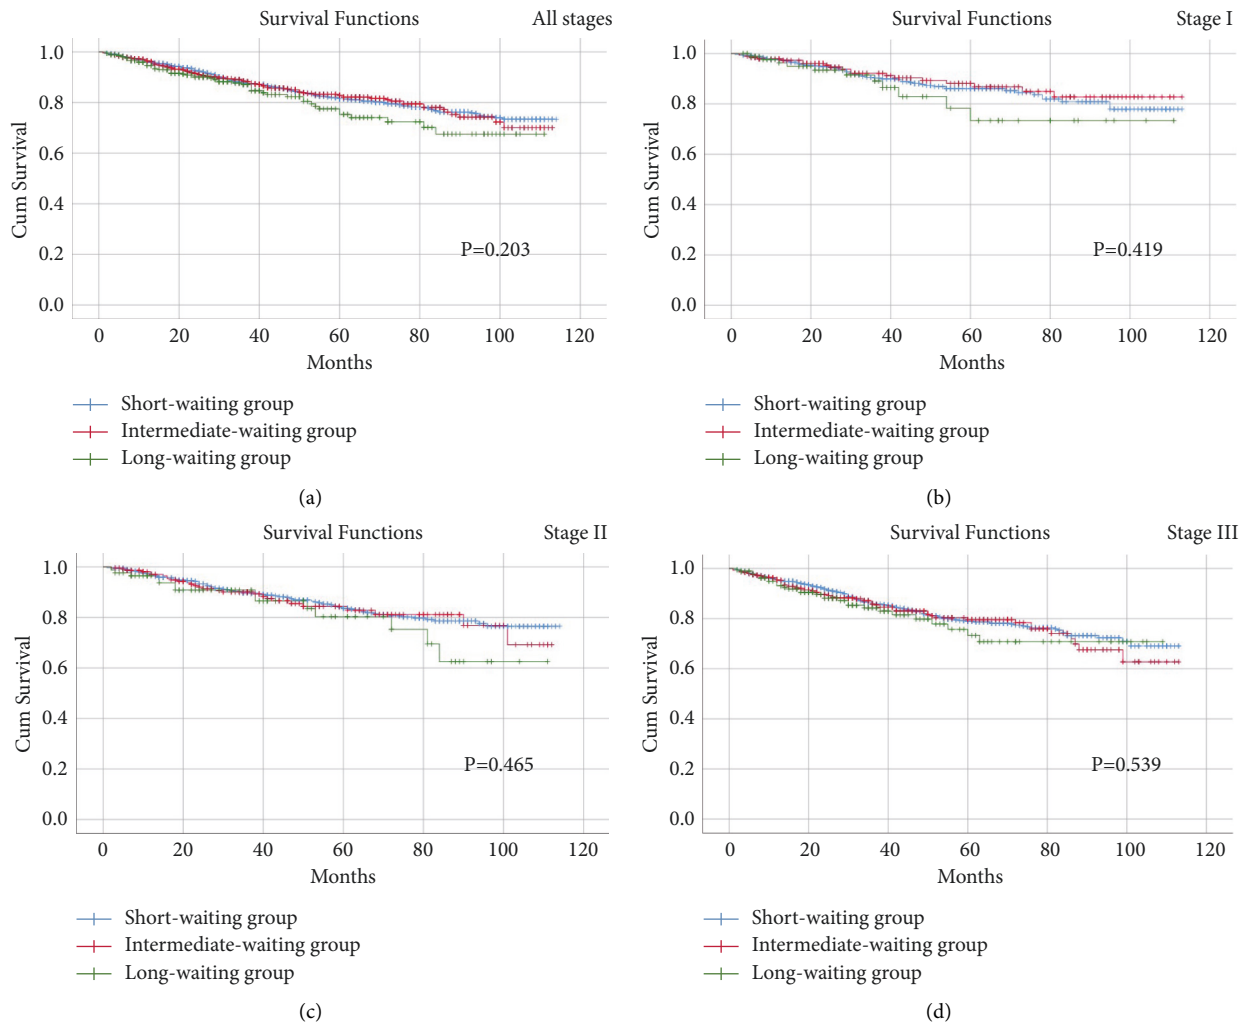 Survival Functions All stages
1.0
0.8
0.6
0.4
0.2
0.0
Cum Survival
P=0.203
0 20 40 60 80 100 120
Months
Short-waiting group
Intermediate-waiting group
Long-waiting group
(a)
Survival Functions Stage I
1.0
0.8
0.6
0.4
0.2
0.0
Cum Survival
P=0.419
0 20 40 60 80 100 120
Months
Short-waiting group
Intermediate-waiting group
Long-waiting group
(b)
Survival Functions Stage II
1.0
0.8
0.6
0.4
0.2
0.0
Cum Survival
P=0.465
0 20 40 60 80 100 120
Months
Short-waiting group
Intermediate-waiting group
Long-waiting group
(c)
Survival Functions Stage III
1.0
0.8
0.6
0.4
0.2
0.0
Cum Survival
P=0.539
0 20 40 60 80 100 120
Months
Short-waiting group
Intermediate-waiting group
Long-waiting group
(d)